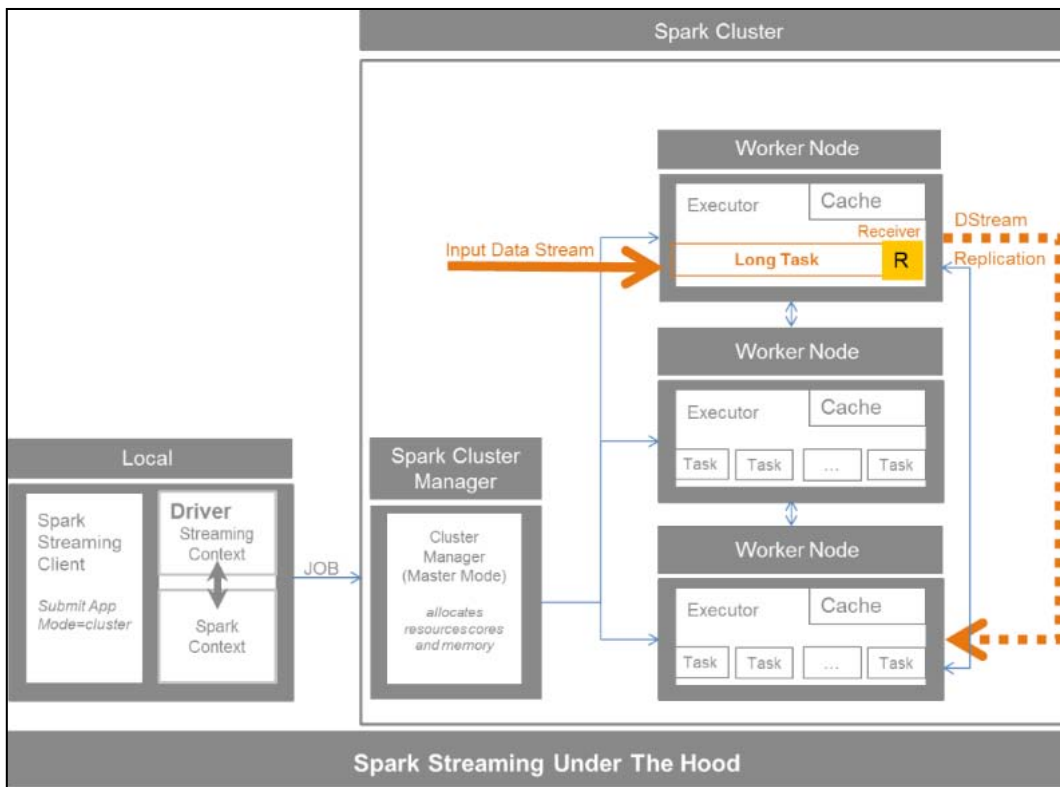 Spark Cluster
Worker Node
Executor
Cache
Receiver
DStream
Input Data Stream
Long Task
R
Replication
Worker Node
Executor
Cache
Task
Task
...
Task
Local
Spark Cluster
Manager
Worker Node
Spark
Streaming
Client
Submit App
Mode=cluster
Driver
Streaming
Context
Spark
Context
JOB
Cluster
Manager
(Master Mode)
allocates
resources cores
and memory
Executor
Cache
Task
Task
...
Task
Spark Streaming Under The Hood